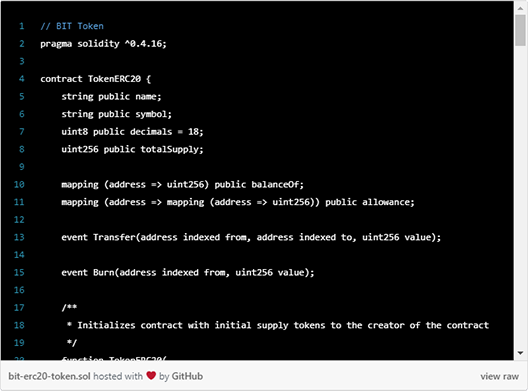 1 // BIT Token
2 pragma solidity ^0.4.16;
3
4 contract TokenERC20 {
5 string public name;
6 string public symbol;
7 uint8 public decimals = 18;
8 uint256 public totalSupply;
9
10 mapping (address => uint256) public balanceOf;
11 mapping (address => mapping (address => uint256)) public allowance;
12
13 event Transfer(address indexed from, address indexed to, uint256 value);
14
15 event Burn(address indexed from, uint256 value);
16
17 /**
18 * Initializes contract with initial supply tokens to the creator of the contract
19 */
20 function TokenERC20(
bit-erc20-token.sol hosted with ❤ by GitHub view raw